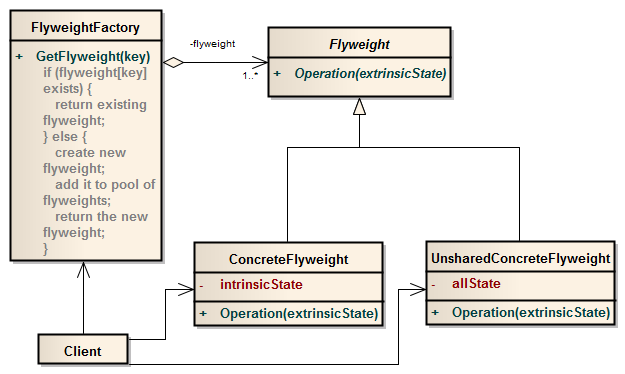 FlyweightFactory
+ GetFlyweight(key)
if (flyweight[key]
exists) {
return existing
flyweight;
} else {
create new
flyweight;
add it to pool of
flyweights;
return the new
flyweight;
}
-flyweight
1..*
Flyweight
+ Operation(extrinsicState)
ConcreteFlyweight
- intrinsicState
+ Operation(extrinsicState)
UnsharedConcreteFlyweight
- allState
+ Operation(extrinsicState)
Client